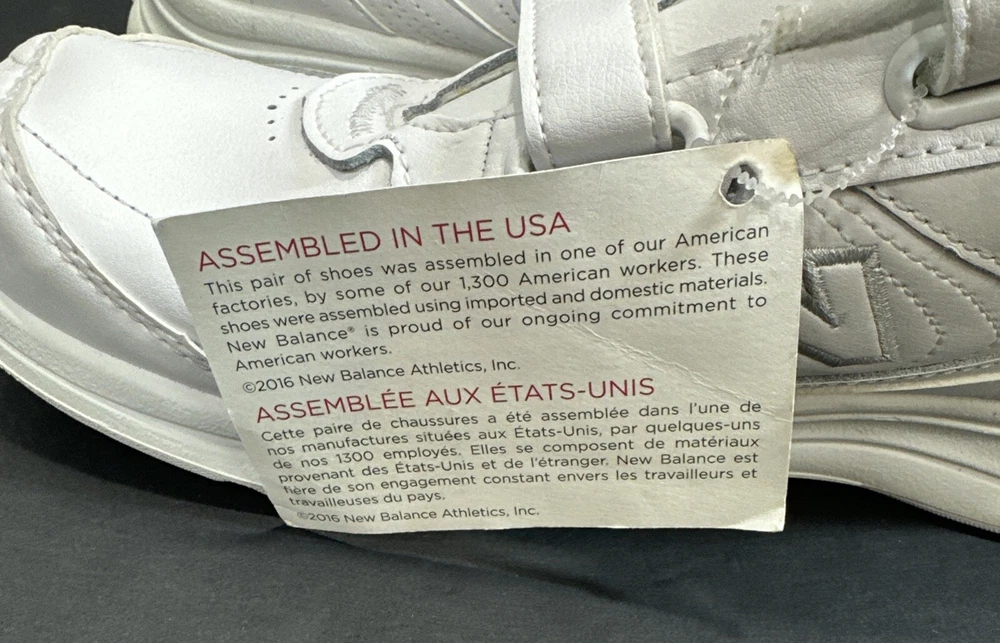 ASSEMBLED IN THE USA
This pair of shoes was assembled in one of our American
factories, by some of our 1,300 American workers. These
shoes were assembled using imported and domestic materials.
New Balance® is proud of our ongoing commitment to
American workers.
©2016 New Balance Athletics, Inc.
ASSEMBLÉE AUX ÉTATS-UNIS
Cette paire de chaussures a été assemblée dans l'une de
nos manufactures situées aux États-Unis, par quelques-uns
de nos 1300 employés. Elles se composent de matériaux
provenant des États-Unis et de l'étranger. New Balance est
fière de son engagement constant envers les travailleurs et
travailleuses du pays.
©2016 New Balance Athletics, Inc.
N